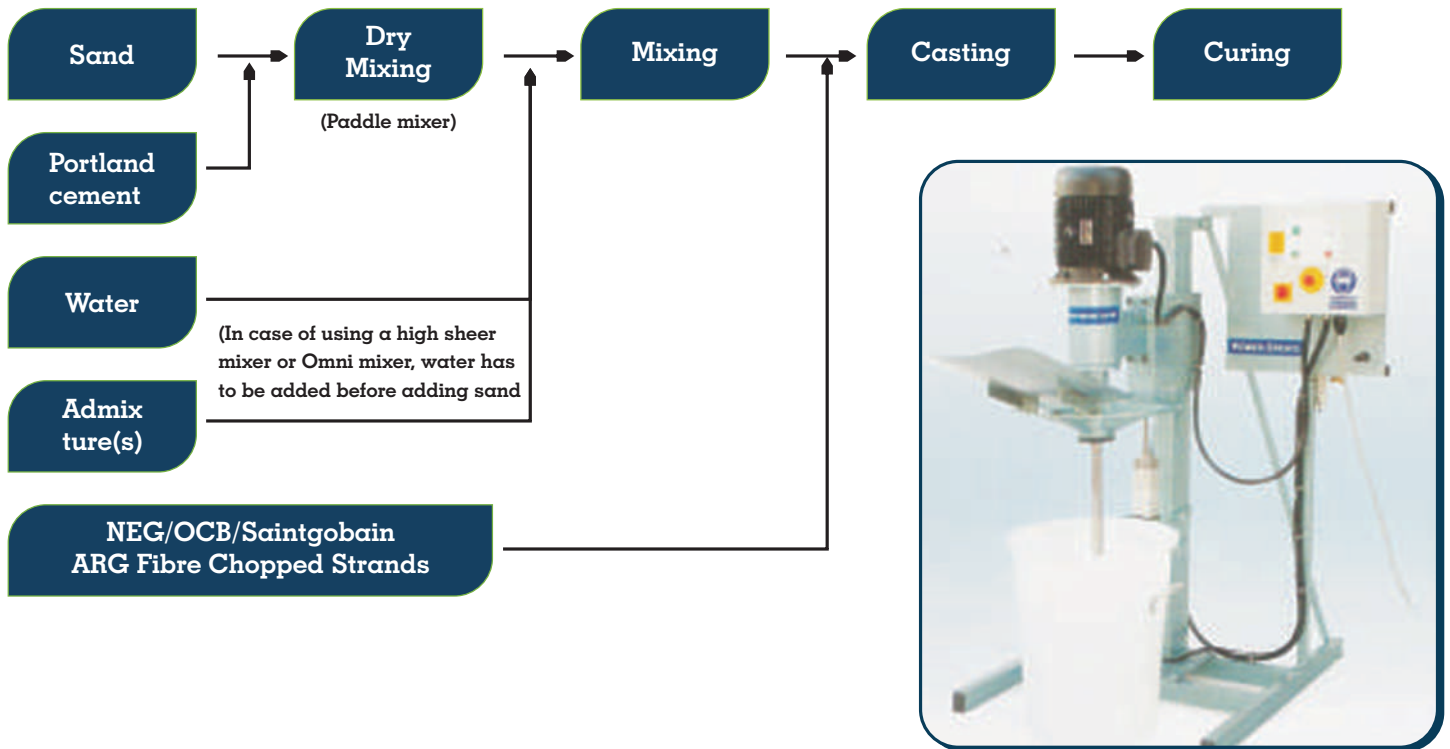 Sand
Dry
Mixing
Mixing
Casting
Curing
(Paddle mixer)
Portland
cement
Water
(In case of using a high sheer
mixer or Omni mixer, water has
to be added before adding sand
Admix
ture(s)
NEG/OCB/Saintgobain
ARG Fibre Chopped Strands